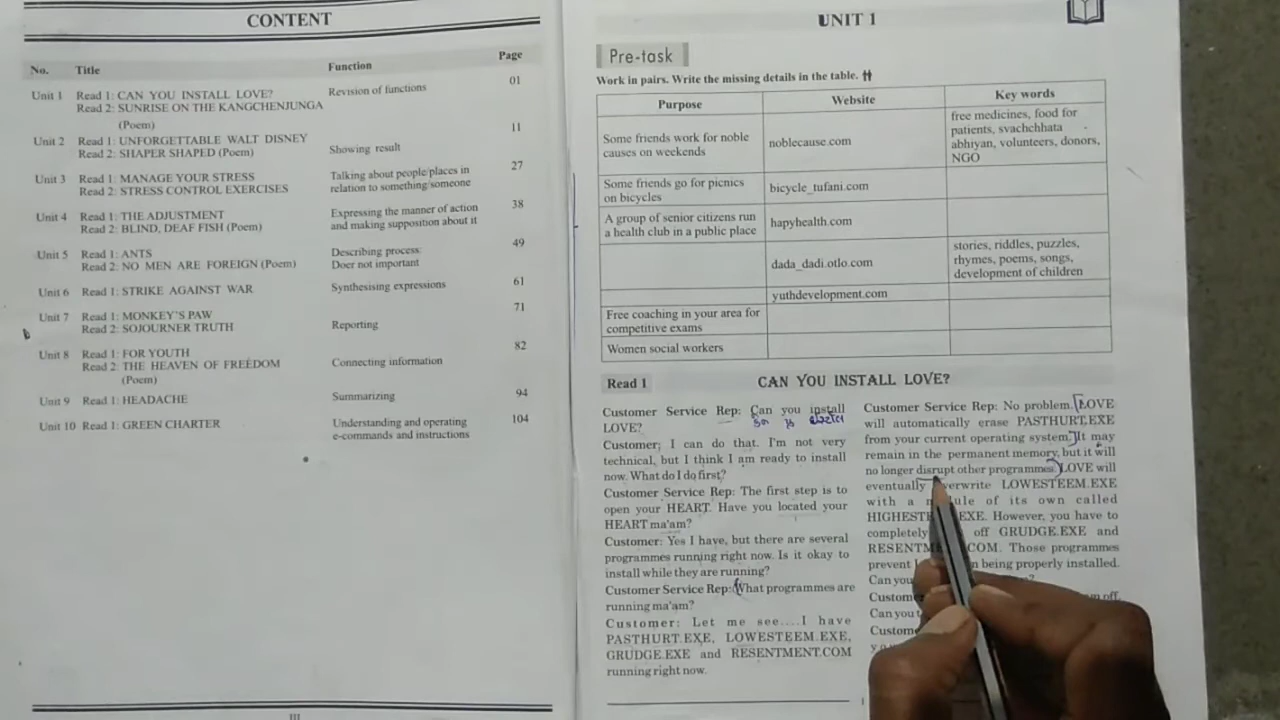 CONTENT
No. Title Function Page
Unit 1 Read 1: CAN YOU INSTALL LOVE? Revision of functions 01
Read 2: SUNRISE ON THE KANGCHENJUNGA
(Poem)
Unit 2 Read 1: UNFORGETTABLE WALT DISNEY 11
Read 2: SHAPER SHAPED (Poem) Showing result
Unit 3 Read 1: MANAGE YOUR STRESS Talking about people/places in 27
Read 2: STRESS CONTROL EXERCISES relation to something/someone
Unit 4 Read 1: THE ADJUSTMENT Expressing the manner of action 38
Read 2: BLIND, DEAF FISH (Poem) and making supposition about it
Unit 5 Read 1: ANTS Describing process: 49
Read 2: NO MEN ARE FOREIGN (Poem) Doer not important
Unit 6 Read 1: STRIKE AGAINST WAR Synthesising expressions 61
Unit 7 Read 1: MONKEY'S PAW 71
Read 2: SOJOURNER TRUTH Reporting
Unit 8 Read 1: FOR YOUTH 82
Read 2: THE HEAVEN OF FREEDOM Connecting information
(Poem)
Unit 9 Read 1: HEADACHE Summarizing 94
Unit 10 Read 1: GREEN CHARTER Understanding and operating 104
e-commands and instructions
III
UNIT 1
Pre-task
Work in pairs. Write the missing details in the table.
Purpose Website Key words
Some friends work for noble
causes on weekends
noblecause.com
free medicines, food for
patients, svachchhata
abhiyan, volunteers, donors,
NGO
Some friends go for picnics
on bicycles
bicycle_tufani.com
A group of senior citizens run
a health club in a public place
hapyhealth.com
dada_dadi.otlo.com
stories, riddles, puzzles,
rhymes, poems, songs,
development of children
yuthdevelopment.com
Free coaching in your area for
competitive exams
Women social workers
Read 1 CAN YOU INSTALL LOVE?
Customer Service Rep: Can you install
LOVE?
Customer: I can do that. I'm not very
technical, but I think I am ready to install
now. What do I do first?
Customer Service Rep: The first step is to
open your HEART. Have you located your
HEART ma'am?
Customer: Yes I have, but there are several
programmes running right now. Is it okay to
install while they are running?
Customer Service Rep: What programmes are
running ma'am?
Customer: Let me see....I have
PASTHURT.EXE, LOWESTEEM.EXE,
GRUDGE.EXE and RESENTMENT.COM
running right now.
Customer Service Rep: No problem. LOVE
will automatically erase PASTHURT.EXE
from your current operating system. It may
remain in the permanent memory, but it will
no longer disrupt other programmes. LOVE will
eventually overwrite LOWESTEEM.EXE
with a of its own called
EXE. However, you have to
completely off GRUDGE.EXE and
COM. Those programmes
prevent being properly installed.
Can you
off.
Can you
1